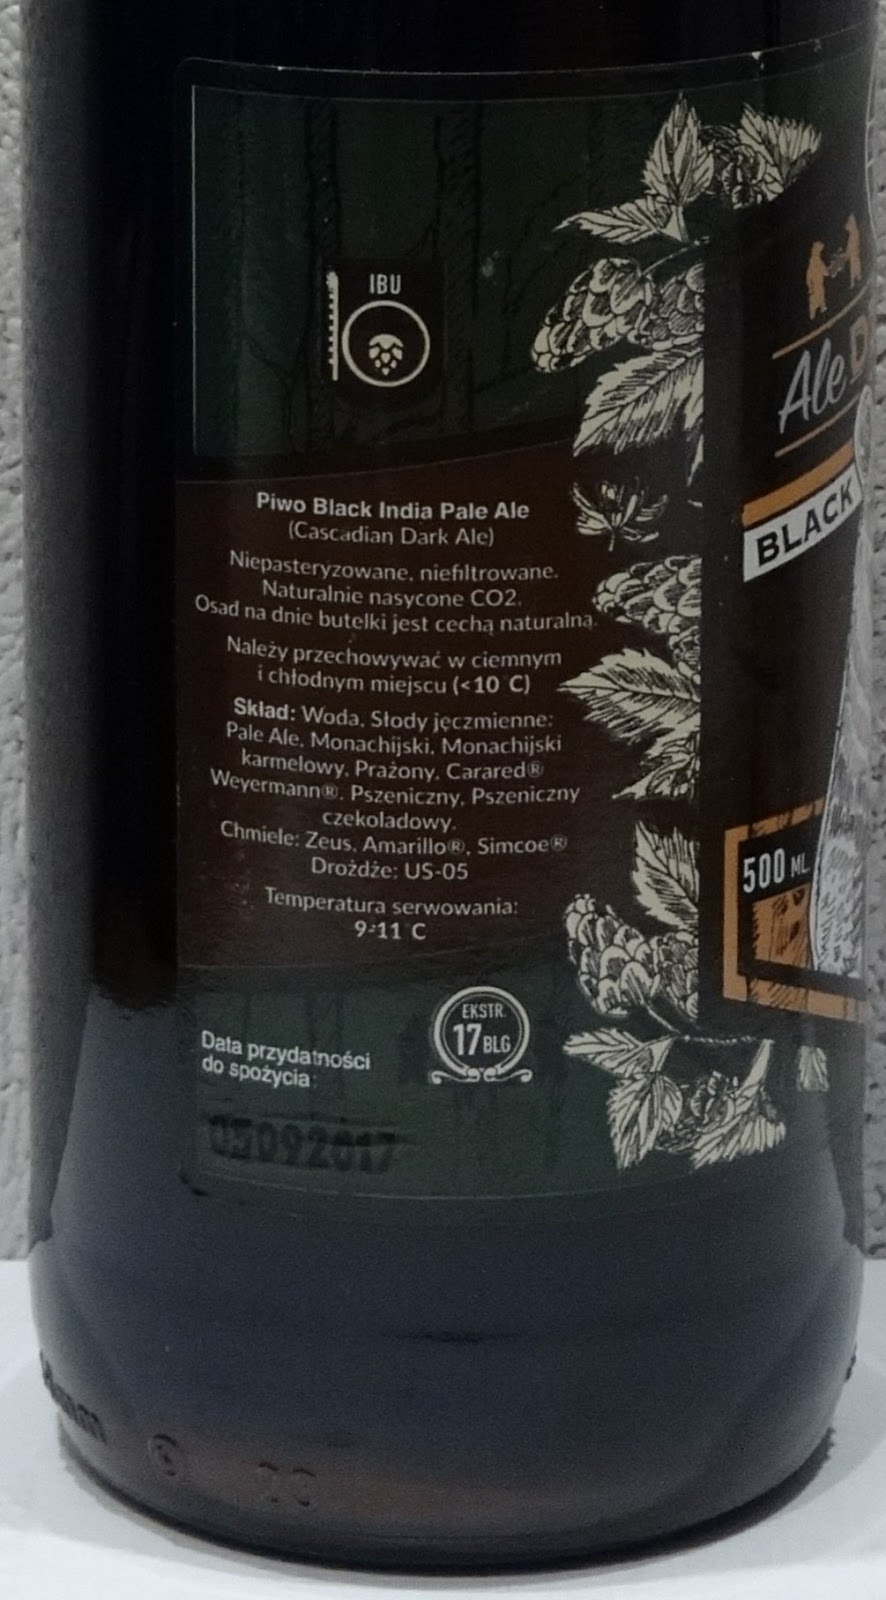 IBU
Piwo Black India Pale Ale
(Cascadian Dark Ale)
Niepasteryzowane, niefiltrowane.
Naturalnie nasycone CO2.
Osad na dnie butelki jest cechą naturalną.
Należy przechowywać w ciemnym
i chłodnym miejscu (<10 °C)
Skład: Woda, Słody jęczmienne:
Pale Ale, Monachijski, Monachijski
karmelowy, Prażony, Carared®
Weyermann®. Pszeniczny, Pszeniczny
czekoladowy.
Chmiele: Zeus, Amarillo®, Simcoe®
Drożdże: US-05
Temperatura serwowania:
9-11 °C
EKSTR.
17 BLG
Data przydatności
do spożycia:
05092017
Ale
BLACK
500 ML.